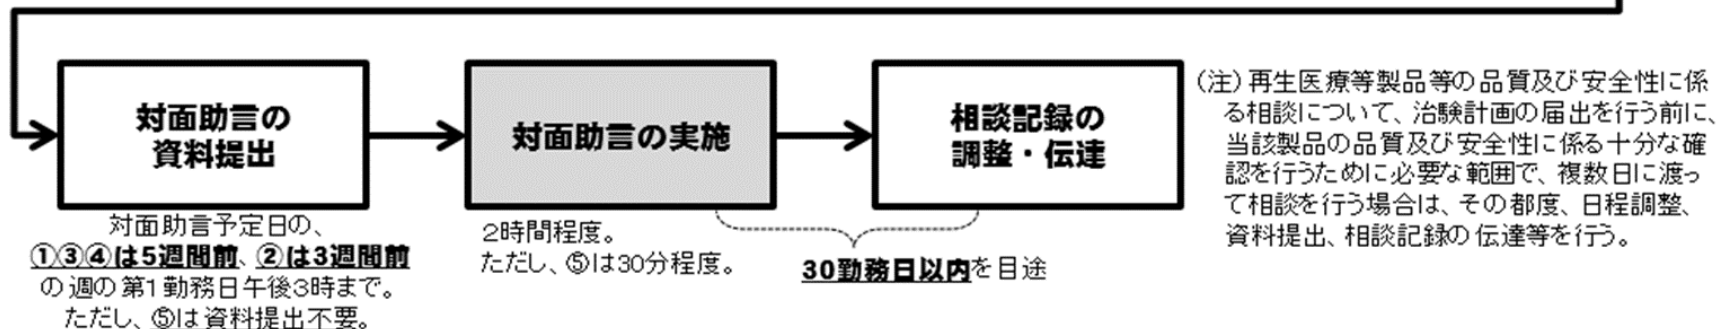 対面助言の
資料提出
対面助言の実施
相談記録の
調整・伝達
対面助言予定日の、
①③④は5週間前、②は3週間前
の週の第1勤務日午後3時まで。
ただし、⑤は資料提出不要。
2時間程度。
ただし、⑤は30分程度。
30勤務日以内を目途
(注)再生医療等製品等の品質及び安全性に係
る相談について、治験計画の届出を行う前に、
当該製品の品質及び安全性に係る十分な確
認を行うために必要な範囲で、複数日に渡っ
て相談を行う場合は、その都度、日程調整、
資料提出、相談記録の伝達等を行う。